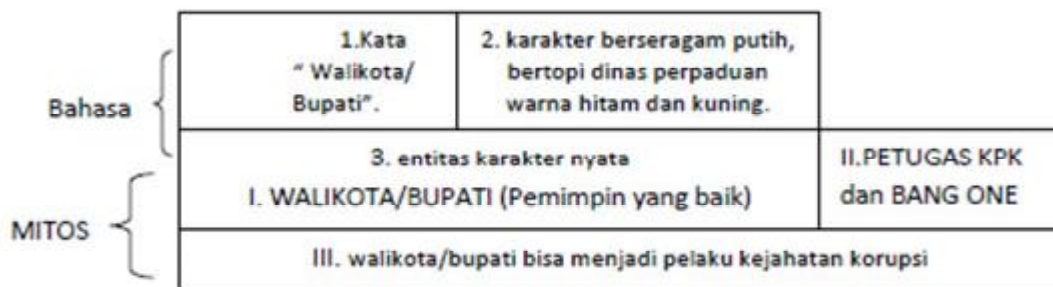 1.Kata
" Walikota/
Bupati".
2. karakter berseragam putih,
bertopi dinas perpaduan
warna hitam dan kuning.
Bahasa
3. entitas karakter nyata
I. WALIKOTA/BUPATI (Pemimpin yang baik)
II.PETUGAS KPK
dan BANG ONE
MITOS
III. walikota/bupati bisa menjadi pelaku kejahatan korupsi